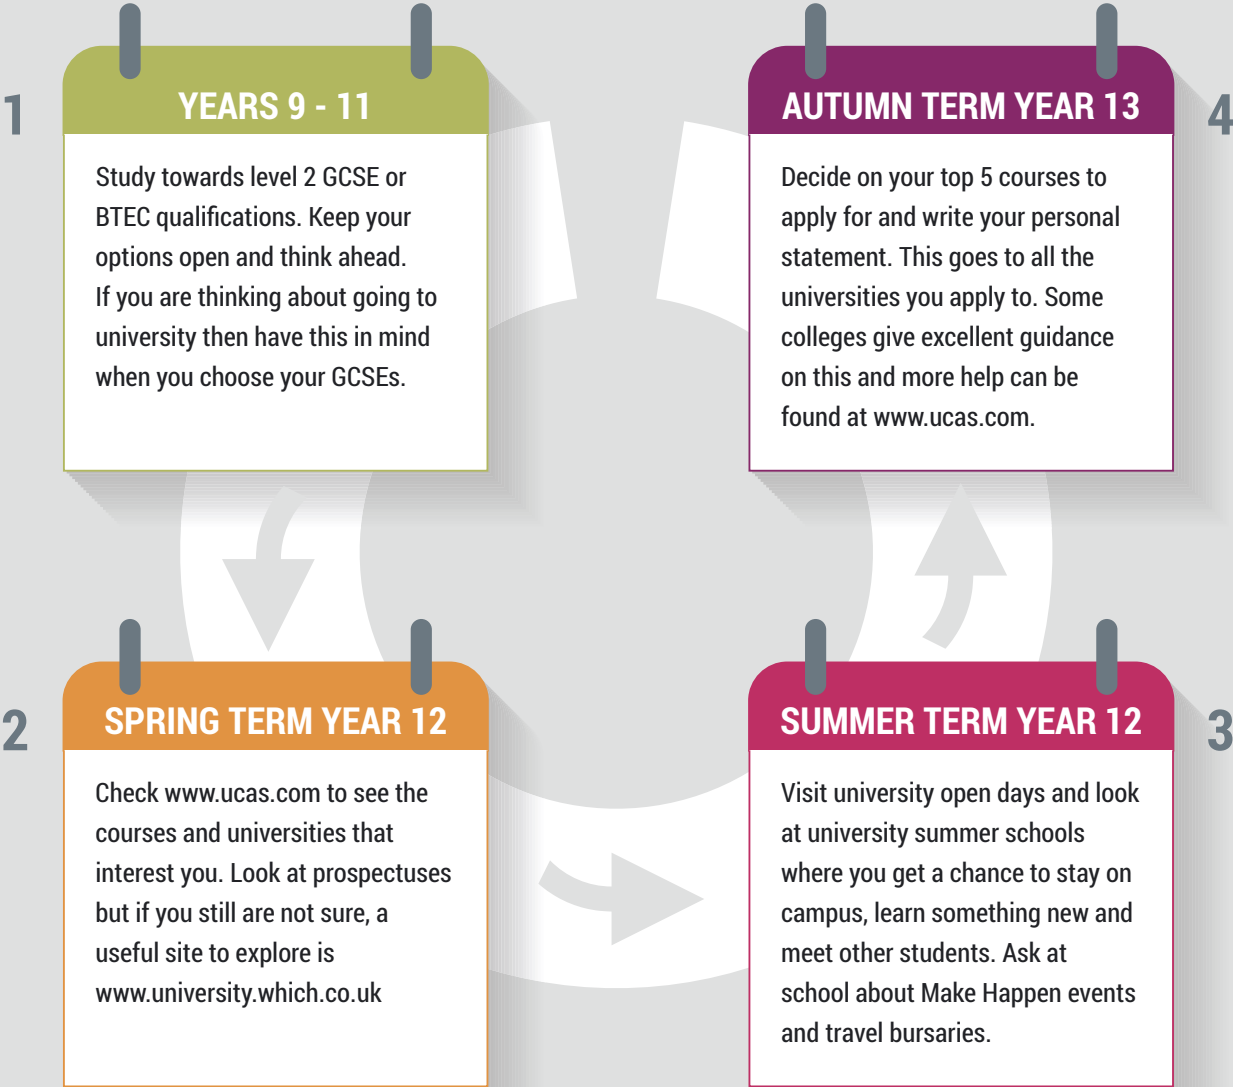 1
YEARS 9 - 11
Study towards level 2 GCSE or
BTEC qualifications. Keep your
options open and think ahead.
If you are thinking about going to
university then have this in mind
when you choose your GCSEs.
2
SPRING TERM YEAR 12
Check www.ucas.com to see the
courses and universities that
interest you. Look at prospectuses
but if you still are not sure, a
useful site to explore is
www.university.which.co.uk
3
SUMMER TERM YEAR 12
Visit university open days and look
at university summer schools
where you get a chance to stay on
campus, learn something new and
meet other students. Ask at
school about Make Happen events
and travel bursaries.
4
AUTUMN TERM YEAR 13
Decide on your top 5 courses to
apply for and write your personal
statement. This goes to all the
universities you apply to. Some
colleges give excellent guidance
on this and more help can be
found at www.ucas.com.